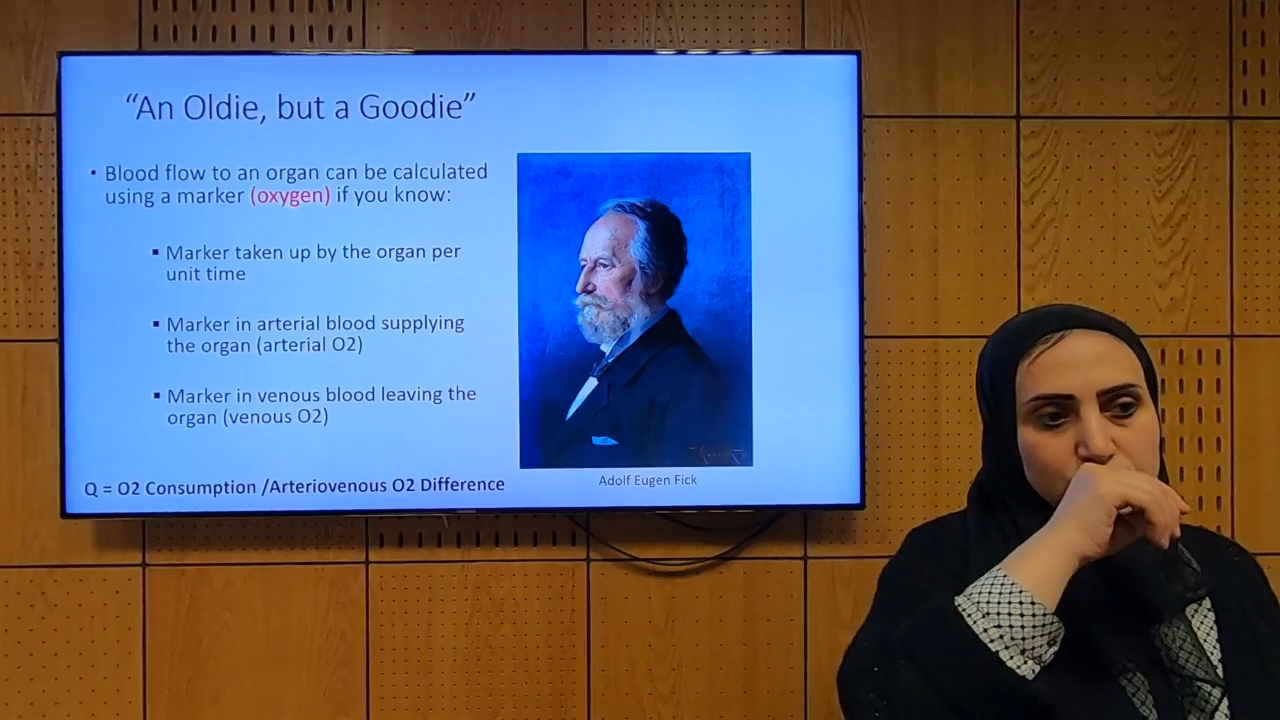 “An Oldie, but a Goodie”
• Blood flow to an organ can be calculated
using a marker (oxygen) if you know:
▪ Marker taken up by the organ per
unit time
▪ Marker in arterial blood supplying
the organ (arterial O2)
▪ Marker in venous blood leaving the
organ (venous O2)
Q = O2 Consumption /Arteriovenous O2 Difference
Adolf Eugen Fick